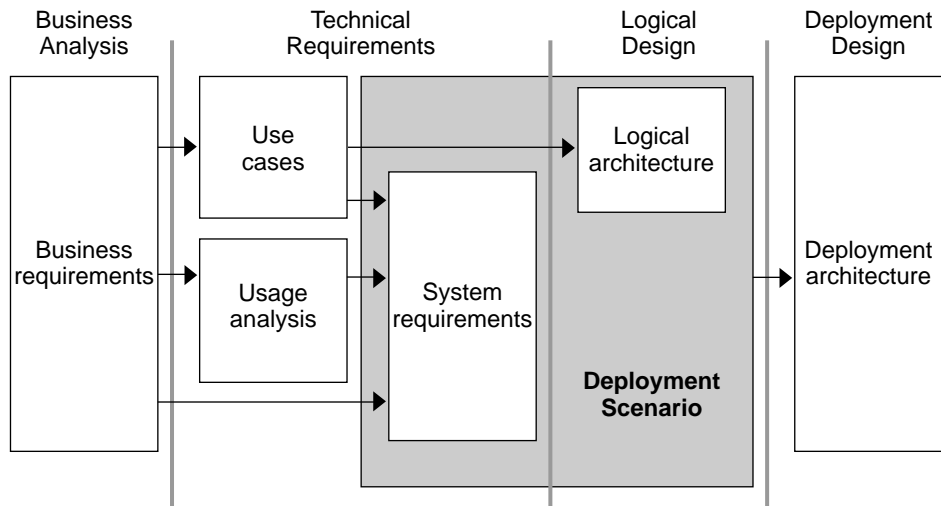 Business
Analysis
Technical
Requirements
Logical
Design
Deployment
Design
Business
requirements
Use
cases
Usage
analysis
System
requirements
Logical
architecture
Deployment
Scenario
Deployment
architecture